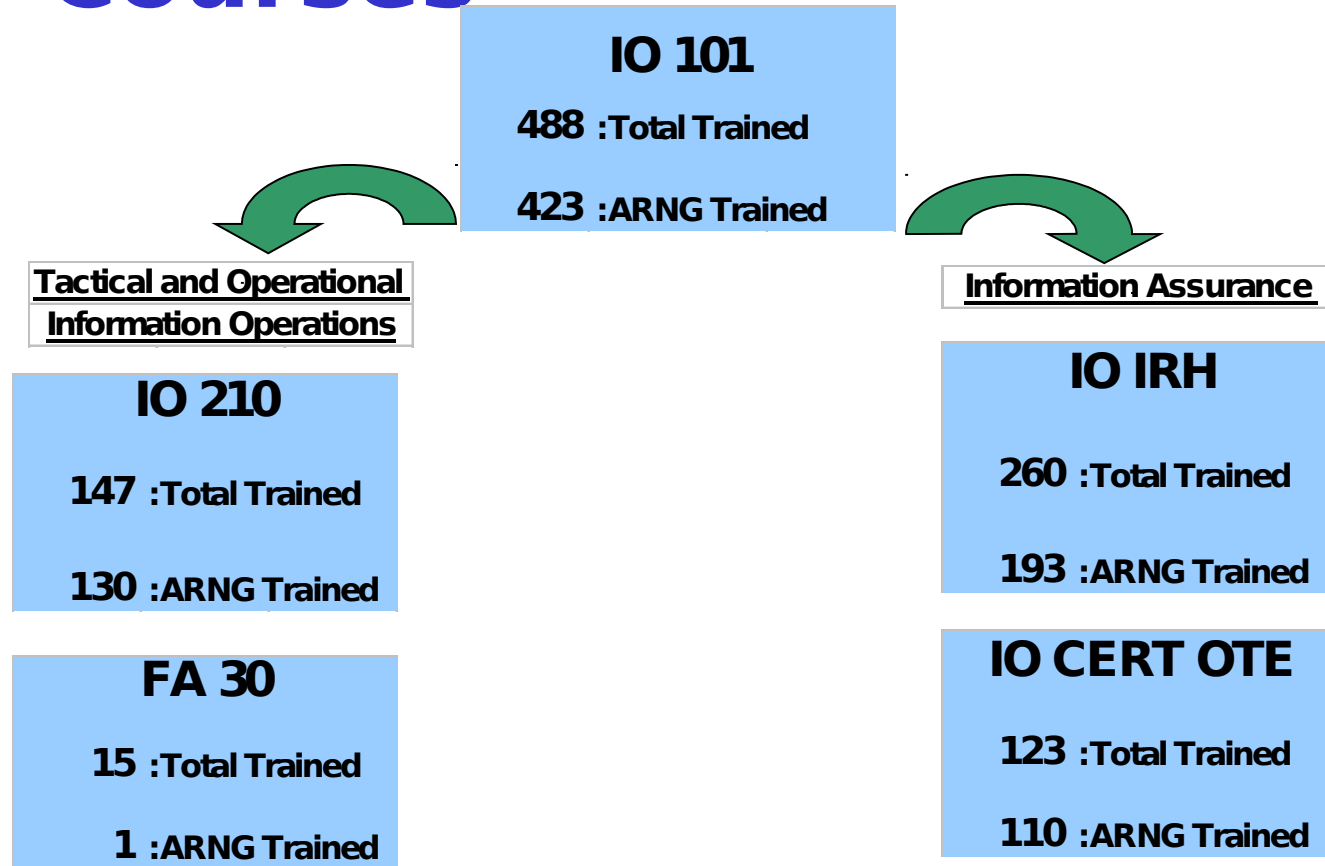 Courses
IO 101
488 :Total Trained
423 :ARNG Trained
Tactical and Operational
Information Operations
IO 210
147 :Total Trained
130 :ARNG Trained
FA 30
15 :Total Trained
1 :ARNG Trained
Information Assurance
IO IRH
260 :Total Trained
193 :ARNG Trained
IO CERT OTE
123 :Total Trained
110 :ARNG Trained